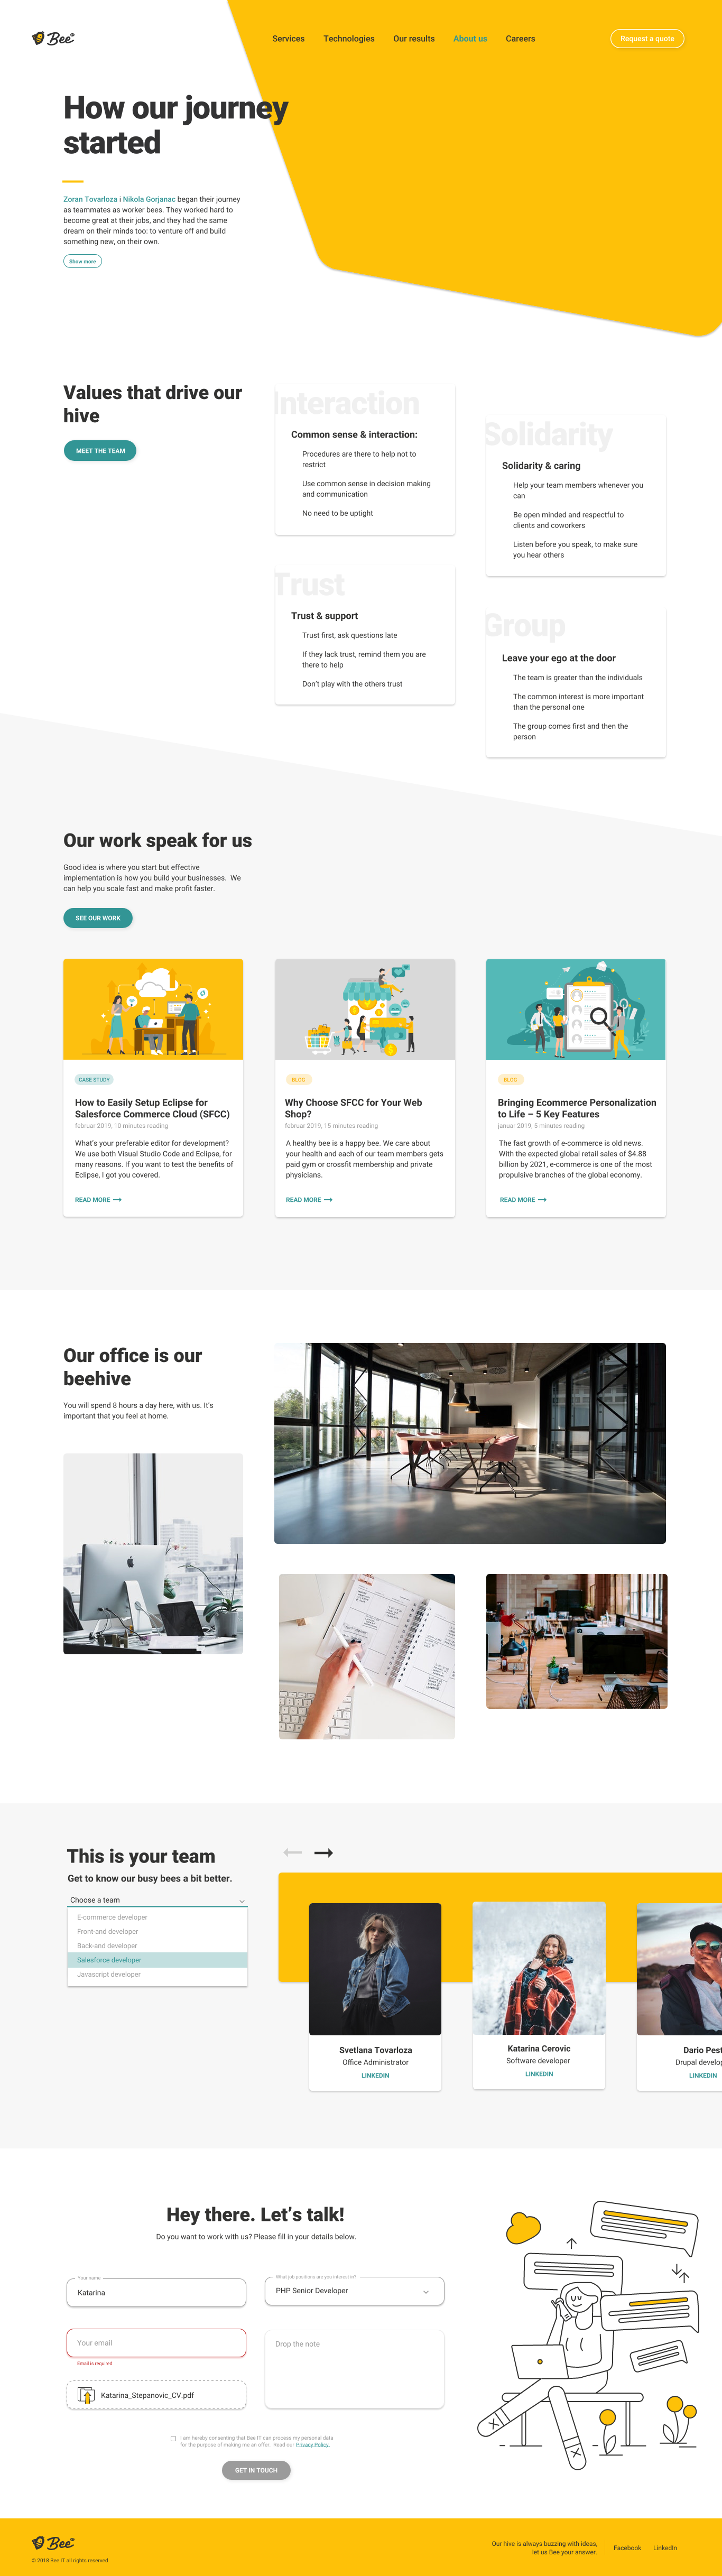 Bee
Services
Technologies
Our results
About us
Careers
Request a quote
How our journey
started
Zoran Tovarloza i Nikola Gorjanac began their journey
as teammates as worker bees. They worked hard to
become great at their jobs, and they had the same
dream on their minds too: to venture off and build
something new, on their own.
Show more
Values that drive our
hive
MEET THE TEAM
Interaction
Common sense & interaction:
Procedures are there to help not to
restrict
Use common sense in decision making
and communication
No need to be uptight
Solidarity
Solidarity & caring
Help your team members whenever you
can
Be open minded and respectful to
clients and coworkers
Listen before you speak, to make sure
you hear others
Trust
Trust & support
Trust first, ask questions late
If they lack trust, remind them you are
there to help
Don't play with the others trust
Group
Leave your ego at the door
The team is greater than the individuals
The common interest is more important
than the personal one
The group comes first and then the
person
Our work speak for us
Good idea is where you start but effective
implementation is how you build your businesses. We
can help you scale fast and make profit faster.
SEE OUR WORK
CASE STUDY
How to Easily Setup Eclipse for
Salesforce Commerce Cloud (SFCC)
februar 2019, 10 minutes reading
What's your preferable editor for development?
We use both Visual Studio Code and Eclipse, for
many reasons. If you want to test the benefits of
Eclipse, I got you covered.
READ MORE
BLOG
Why Choose SFCC for Your Web
Shop?
februar 2019, 15 minutes reading
A healthy bee is a happy bee. We care about
your health and each of our team members gets
paid gym or crossfit membership and private
physicians.
READ MORE
BLOG
Bringing Ecommerce Personalization
to Life – 5 Key Features
januar 2019, 5 minutes reading
The fast growth of e-commerce is old news.
With the expected global retail sales of $4.88
billion by 2021, e-commerce is one of the most
propulsive branches of the global economy.
READ MORE
Our office is our
beehive
You will spend 8 hours a day here, with us. It's
important that you feel at home.
This is your team
Get to know our busy bees a bit better.
Choose a team
E-commerce developer
Front-and developer
Back-and developer
Salesforce developer
Javascript developer
Svetlana Tovarloza
Office Administrator
LINKEDIN
Katarina Cerovic
Software developer
LINKEDIN
Dario Pest
Drupal develop
LINKEDIN
Hey there. Let's talk!
Do you want to work with us? Please fill in your details below.
Your name
Katarina
What job positions are you interest in?
PHP Senior Developer
Your email
Email is required
Drop the note
Katarina_Stepanovic_CV.pdf
I am hereby consenting that Bee IT can process my personal data
for the purpose of making me an offer. Read our Privacy Policy.
GET IN TOUCH
Bee
© 2018 Bee IT all rights reserved
Our hive is always buzzing with ideas,
let us Bee your answer.
Facebook
LinkedIn